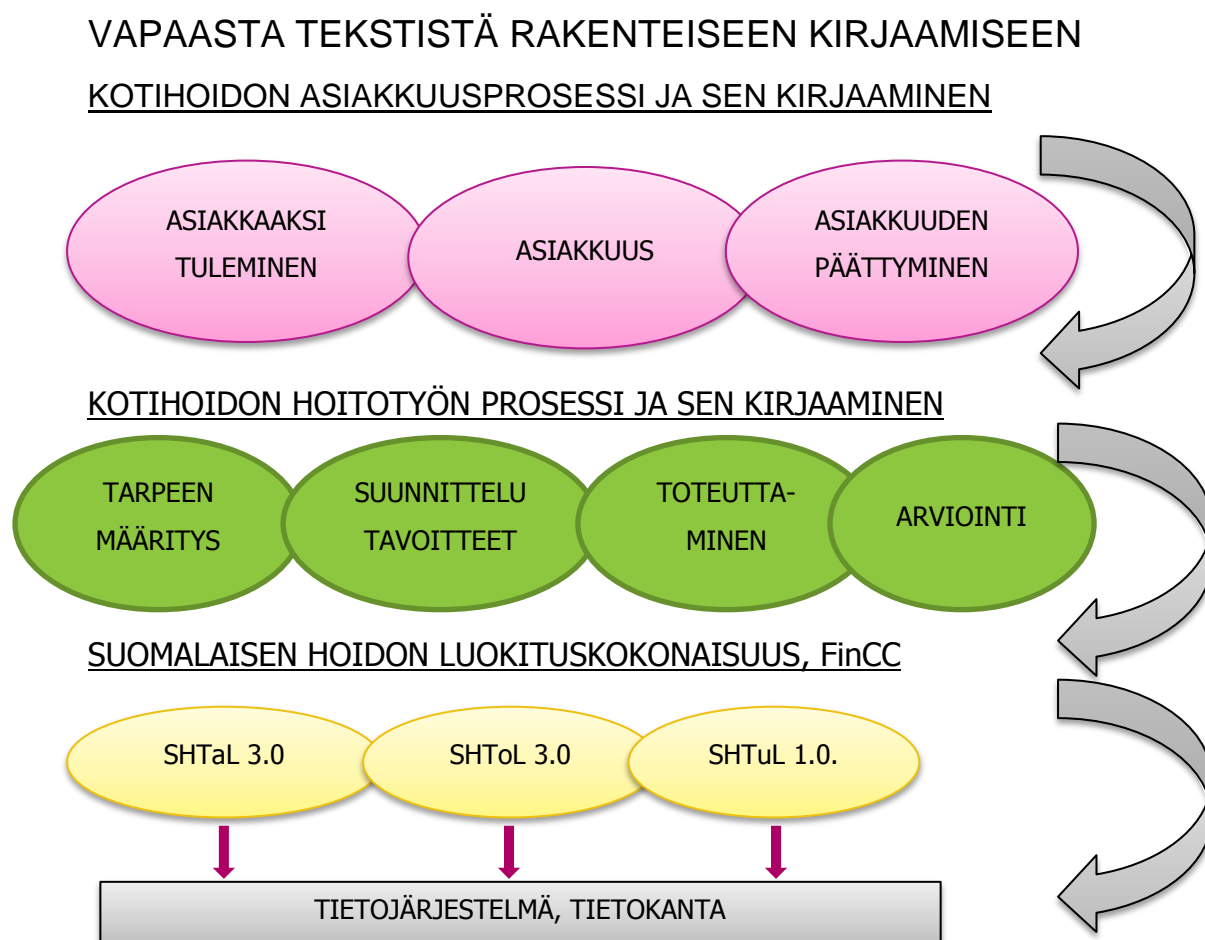 VAPAASTA TEKSTISTÄ RAKENTEISEEN KIRJAAMISEEN
KOTIHOIDON ASIAKKUUSPROSESSI JA SEN KIRJAAMINEN
ASIAKKAAKSI
TULEMINEN
ASIAKKUUS
ASIAKKUUDEN
PÄÄTTYMINEN
KOTIHOIDON HOITOTYÖN PROSESSI JA SEN KIRJAAMINEN
TARPEEN
MÄÄRITYS
SUUNNITTELU
TAVOITTEET
TOTEUTTA-
MINEN
ARVIOINTI
SUOMALAISEN HOIDON LUOKITUSKOKONAISUUS, FinCC
SHTaL 3.0
SHToL 3.0
SHTuL 1.0.
TIETOJÄRJESTELMÄ, TIETOKANTA